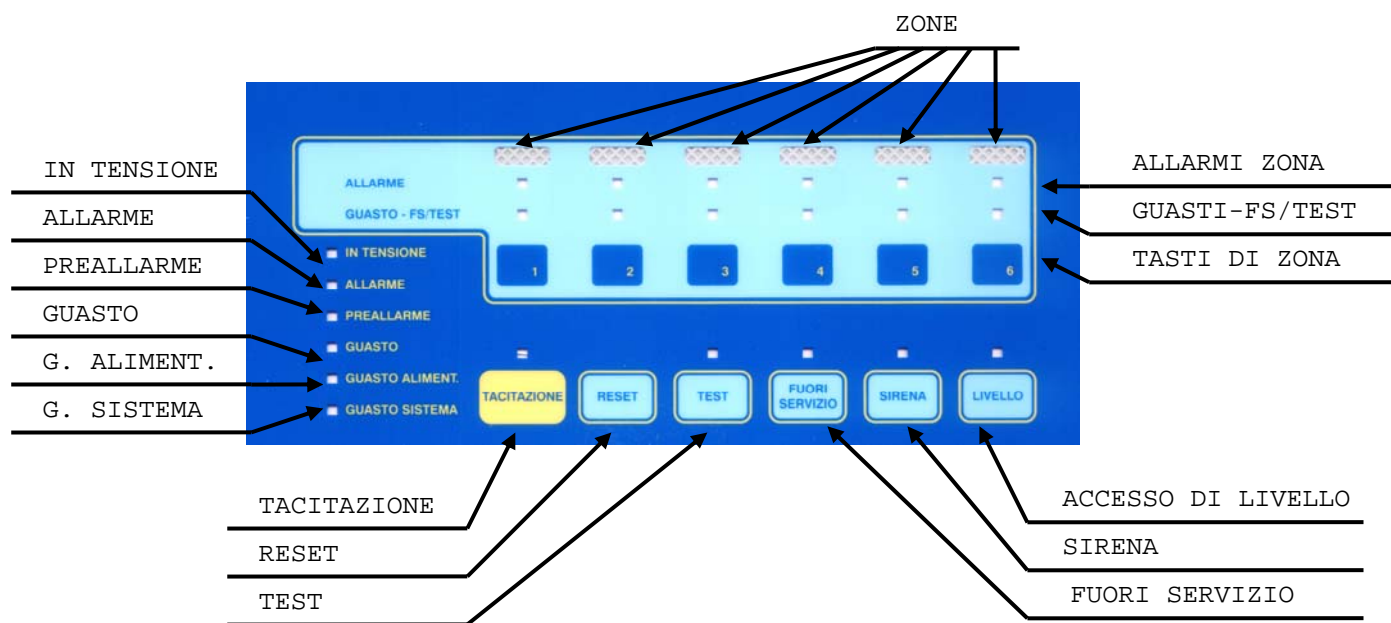 ZONE
IN TENSIONE
ALLARME
PREALLARME
GUASTO
G. ALIMENT.
G. SISTEMA
ALLARME
GUASTO - FS/TEST
IN TENSIONE
ALLARME
PREALLARME
GUASTO
GUASTO ALIMENT.
GUASTO SISTEMA
1 2 3 4 5 6
TACITAZIONE RESET TEST FUORI SERVIZIO SIRENA LIVELLO
ALLARMI ZONA
GUASTI-FS/TEST
TASTI DI ZONA
TACITAZIONE
RESET
TEST
ACCESSO DI LIVELLO
SIRENA
FUORI SERVIZIO